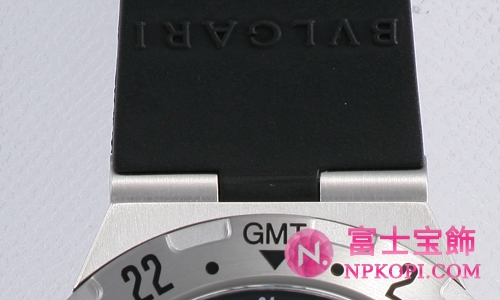 BVLGARI
GMT
22
2
N.
富士宝飾
NPKOPI.COM